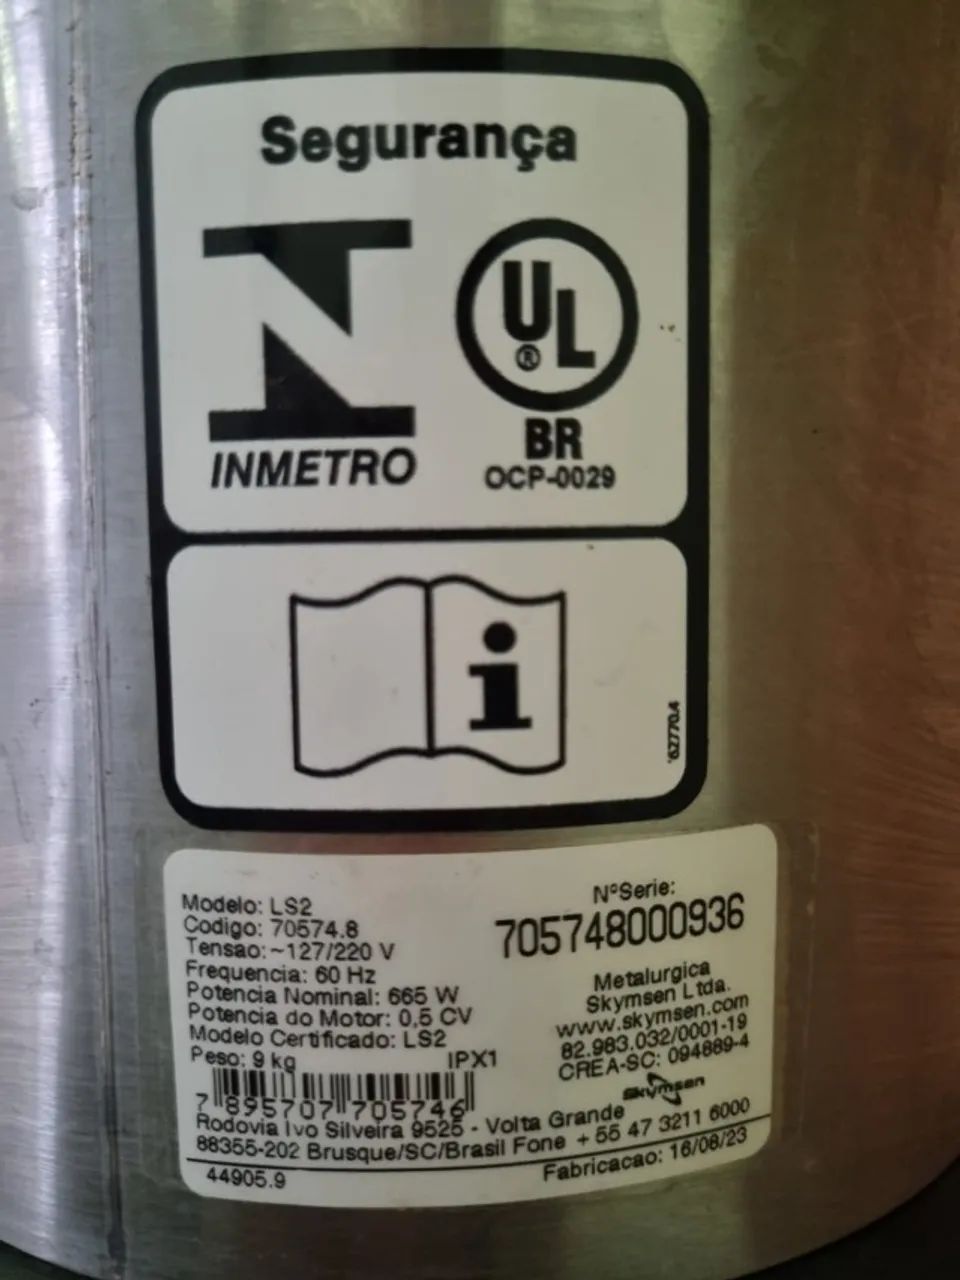 Segurança
INMETRO
UL
®
BR
OCP-0029
i
627770.4
Modelo: LS2
Codigo: 70574.8
Tensao: ~127/220 V
Frequencia: 60 Hz
Potencia Nominal: 665 W
Potencia do Motor: 0,5 CV
Modelo Certificado: LS2
Peso: 9 kg
IPX1
NºSerie:
705748000936
Metalurgica
Skymsen Ltda.
www.skymsen.com
82.983.032/0001-19
CREA-SC: 094889-4
Skymsen
7 895707 705746
Rodovia Ivo Silveira 9525 - Volta Grande
88355-202 Brusque/SC/Brasil Fone + 55 47 3211 6000
44905.9
Fabricacao: 16/08/23